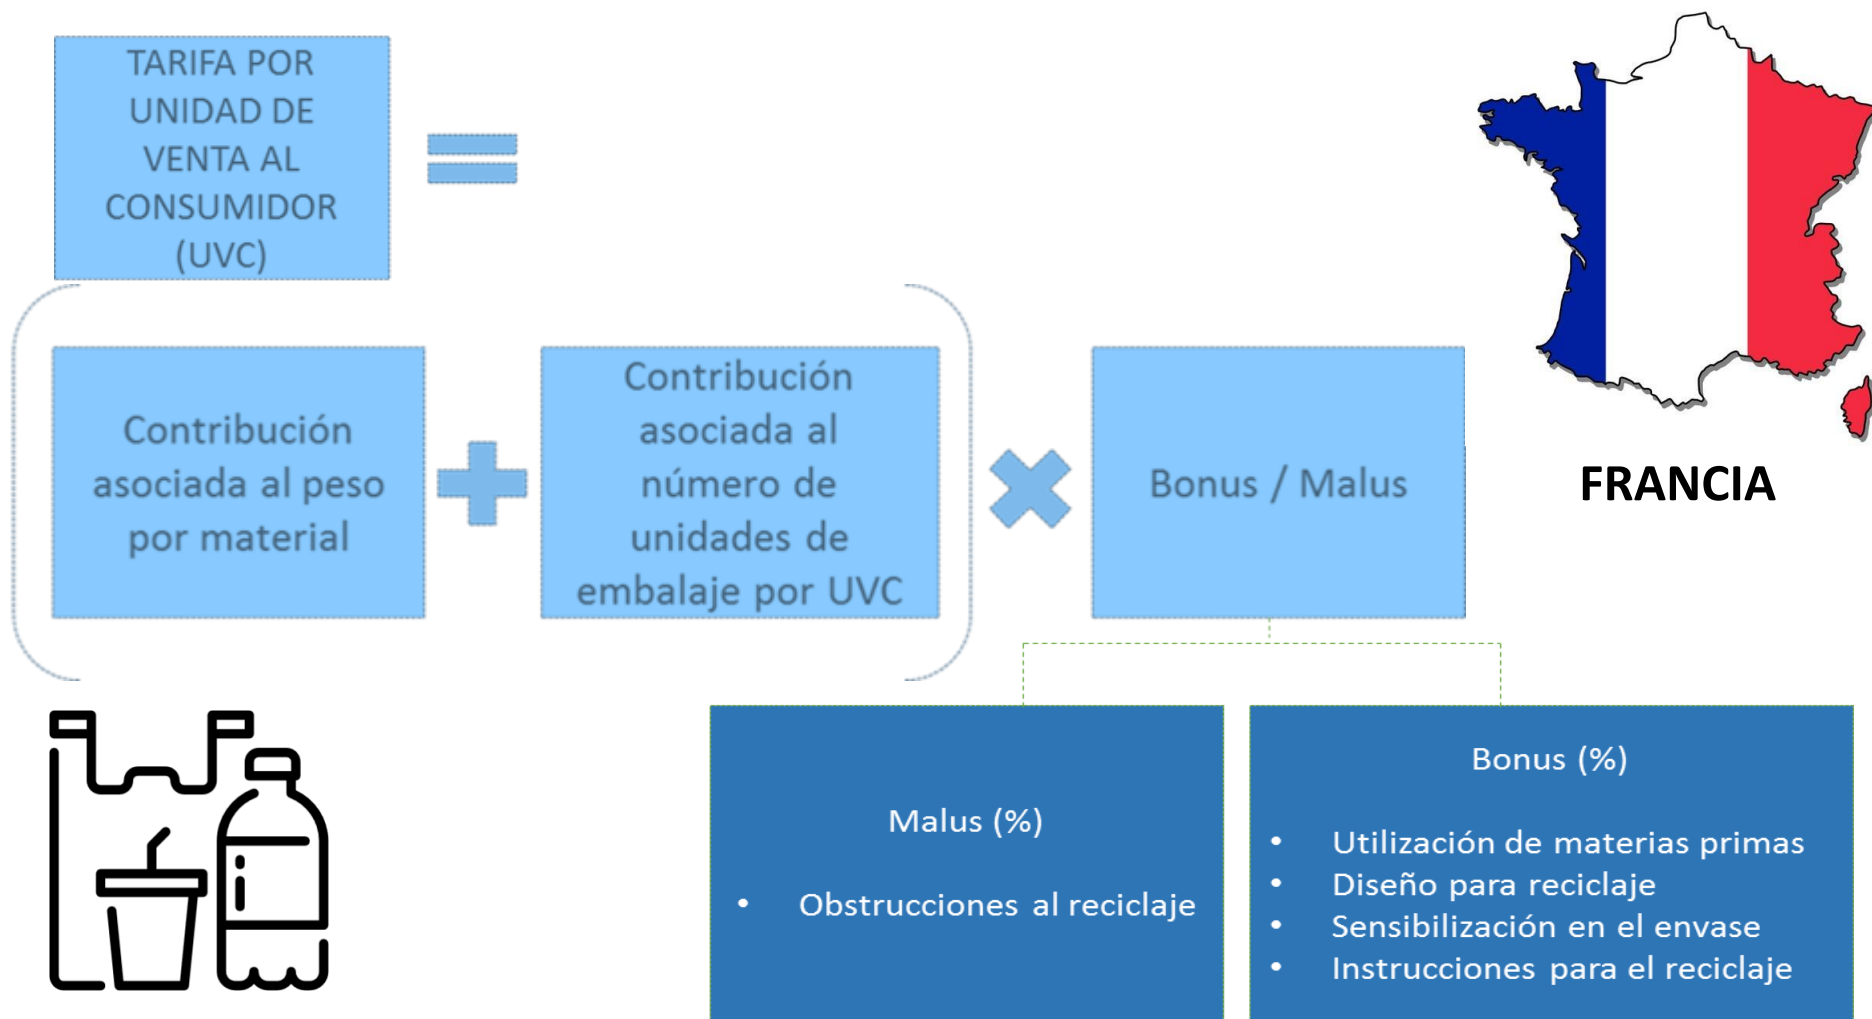 TARIFA POR
UNIDAD DE
VENTA AL
CONSUMIDOR
(UVC)
Contribución
asociada al peso
por material
Contribución
asociada al
número de
unidades de
embalaje por UVC
Bonus / Malus
FRANCIA
Malus (%)
• Obstrucciones al reciclaje
Bonus (%)
• Utilización de materias primas
• Diseño para reciclaje
• Sensibilización en el envase
• Instrucciones para el reciclaje